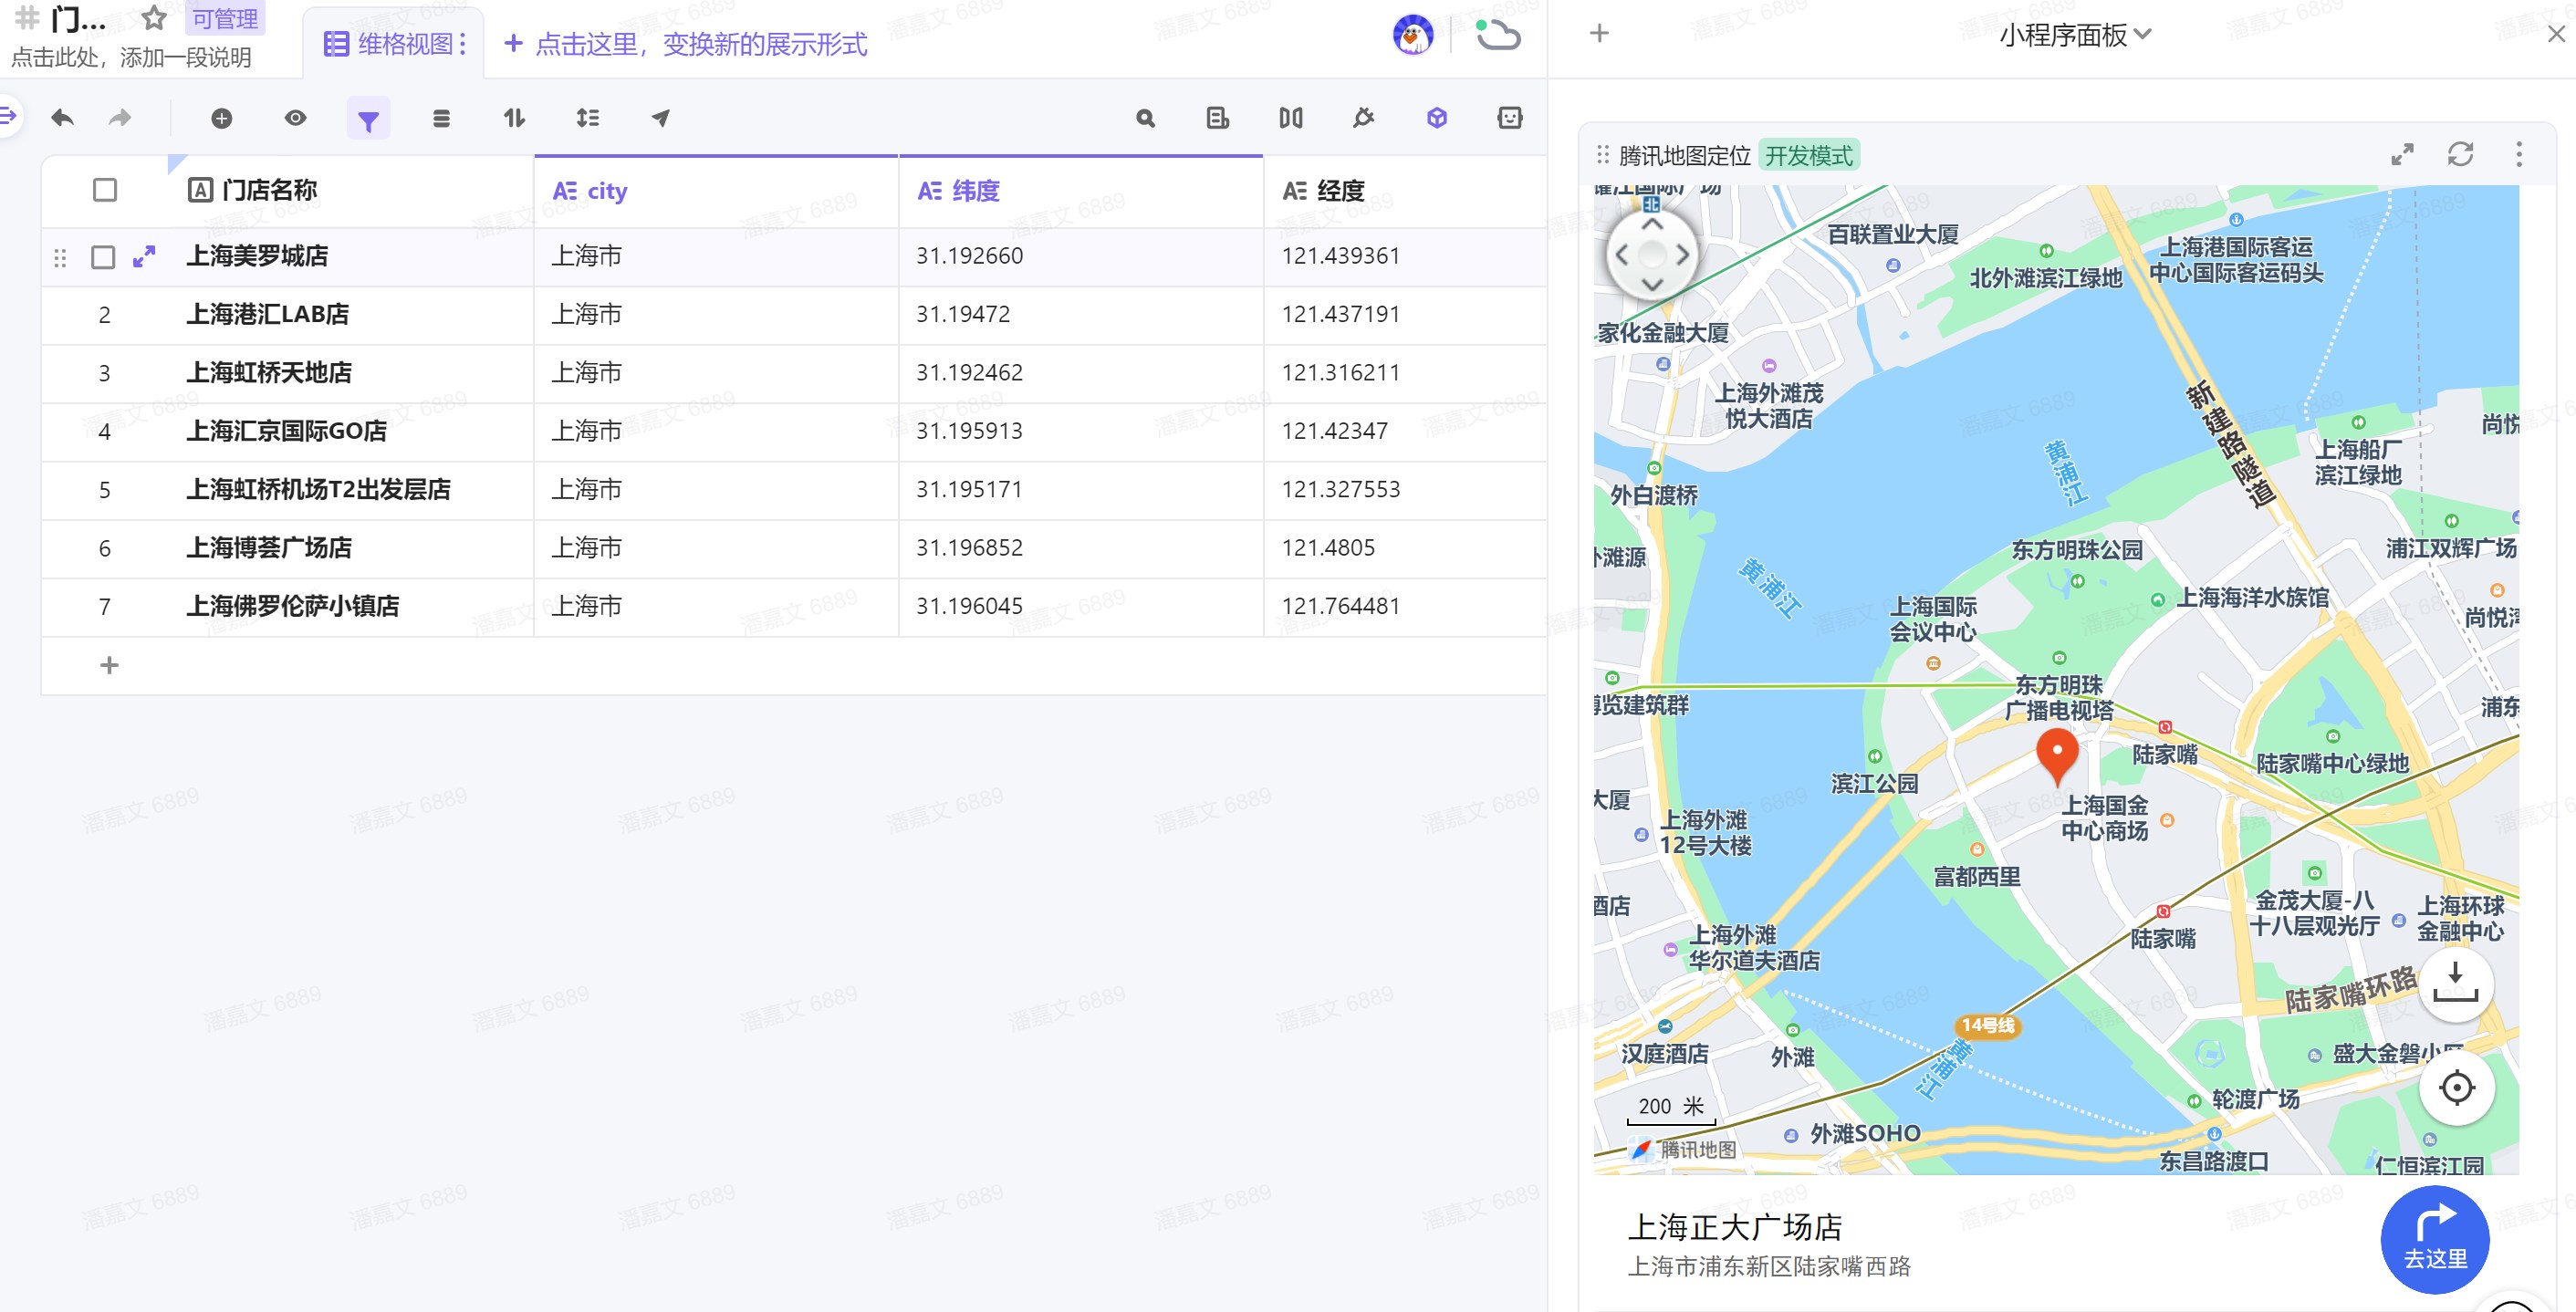 门...
可管理
点击此处，添加一段说明
维格视图
点击这里，变换新的展示形式
小程序面板
门店名称 city 纬度 经度
上海美罗城店 上海市 31.192660 121.439361
2 上海港汇LAB店 上海市 31.19472 121.437191
3 上海虹桥天地店 上海市 31.192462 121.316211
4 上海汇京国际GO店 上海市 31.195913 121.42347
5 上海虹桥机场T2出发层店 上海市 31.195171 121.327553
6 上海博荟广场店 上海市 31.196852 121.4805
7 上海佛罗伦萨小镇店 上海市 31.196045 121.764481
潘嘉文 6889
腾讯地图定位 开发模式
北
百联置业大厦
上海港国际客运
中心国际客运码头
北外滩滨江绿地
家化金融大厦
上海外滩茂
悦大酒店
新建路隧道
尚悦
黄浦江
上海船厂
滨江绿地
外白渡桥
外滩源
东方明珠公园
浦江双辉广场
黄浦江
上海国际
会议中心
上海海洋水族馆
尚悦湾
博览建筑群
东方明珠
广播电视塔
浦东
陆家嘴
陆家嘴中心绿地
滨江公园
大厦
上海外滩
12号大楼
上海国金
中心商场
富都西里
酒店
金茂大厦-八
十八层观光厅
上海环球
金融中心
上海外滩
华尔道夫酒店
陆家嘴
陆家嘴环路
14号线
汉庭酒店
外滩
黄浦江
盛大金磐小区
轮渡广场
200 米
外滩SOHO
腾讯地图
东昌路渡口
仁恒滨江园
上海正大广场店
上海市浦东新区陆家嘴西路
去这里